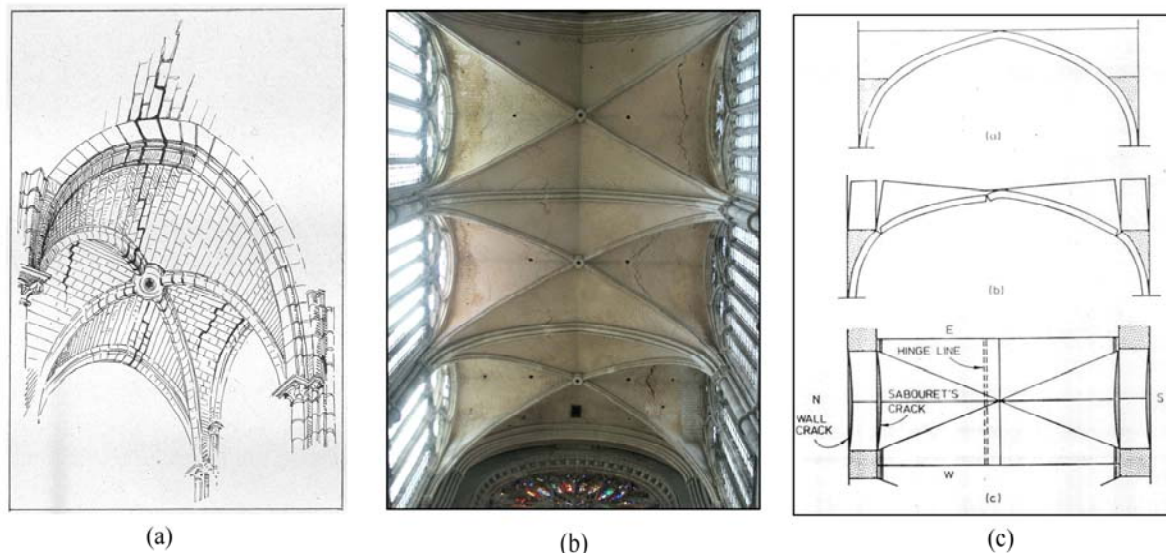 (a)
(b)
E
HINGE LINE
N
SABOURET'S
CRACK
S
WALL
CRACK
W
(c)
(a)
(b)
(c)